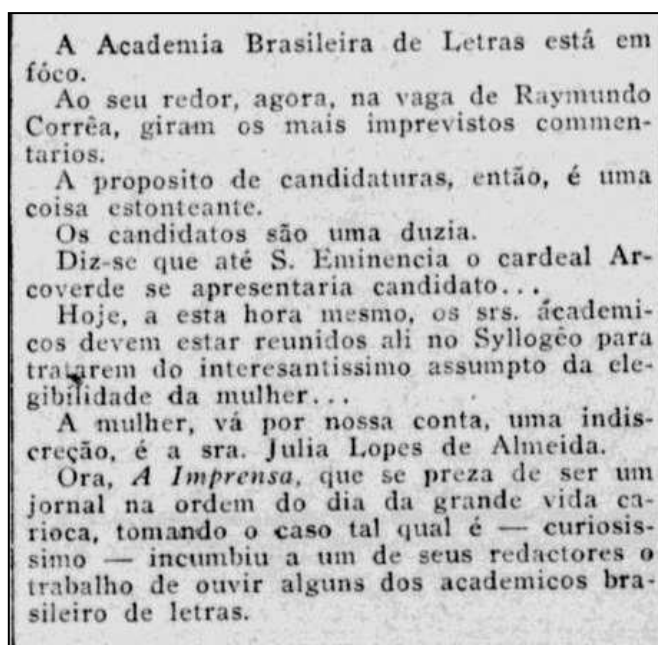 A Academia Brasileira de Letras está em
fóco.
Ao seu redor, agora, na vaga de Raymundo
Corrêa, giram os mais imprevistos commen-
tarios.
A proposito de candidaturas, então, é uma
coisa estonteante.
Os candidatos são uma duzia.
Diz-se que até S. Eminencia o cardeal Ar-
coverde se apresentaria candidato...
Hoje, a esta hora mesmo, os srs. ácademi-
cos devem estar reunidos ali no Syllogêo para
tratarem do interesantissimo assumpto da ele-
gibilidade da mulher...
A mulher, vá por nossa conta, uma indis-
creção, é a sra. Julia Lopes de Almeida.
Ora, A Imprensa, que se preza de ser um
jornal na ordem do dia da grande vida ca-
rioca, tomando o caso tal qual é — curiosis-
simo — incumbiu a um de seus redactores o
trabalho de ouvir alguns dos academicos bra-
sileiro de letras.